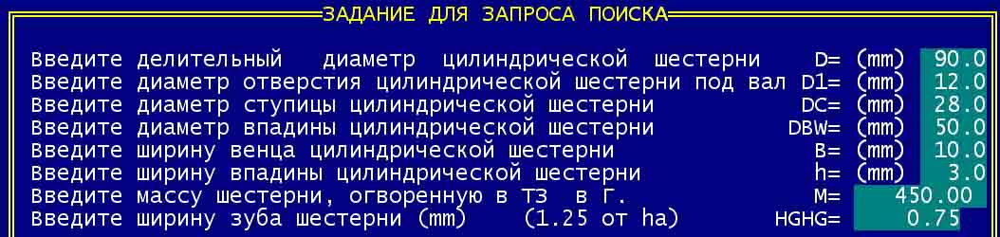 ЗАДАНИЕ ДЛЯ ЗАПРОСА ПОИСКА
Введите делительный диаметр цилиндрической шестерни D= (mm) 90.0
Введите диаметр отверстия цилиндрической шестерни под вал D1= (mm) 12.0
Введите диаметр ступицы цилиндрической шестерни DC= (mm) 28.0
Введите диаметр впадины цилиндрической шестерни DBW= (mm) 50.0
Введите ширину венца цилиндрической шестерни B= (mm) 10.0
Введите ширину впадины цилиндрической шестерни h= (mm) 3.0
Введите массу шестерни, огворенную в ТЗ в Г. M= 450.00
Введите ширину зуба шестерни (mm) (1.25 от ha) HGHG= 0.75